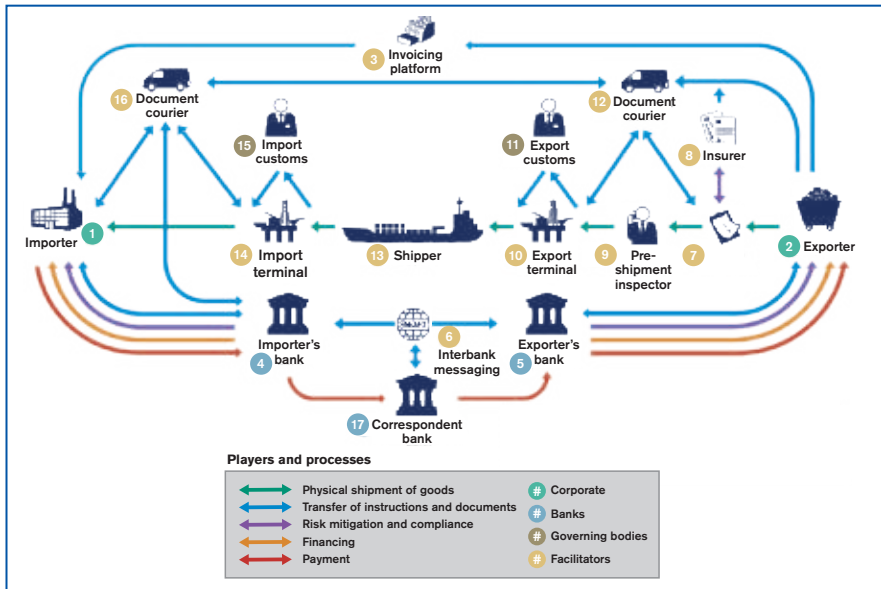 3
Invoicing
platform
16
Document
courier
12
Document
courier
15
Import
customs
11
Export
customs
8
Insurer
Importer
1
14
Import
terminal
13
Shipper
10
Export
terminal
9
Pre-
shipment
inspector
7
2
Exporter
Importer's
bank
4
6
Interbank
messaging
Exporter's
bank
5
17
Correspondent
bank
Players and processes
Physical shipment of goods
Transfer of instructions and documents
Risk mitigation and compliance
Financing
Payment
# Corporate
# Banks
# Governing bodies
# Facilitators